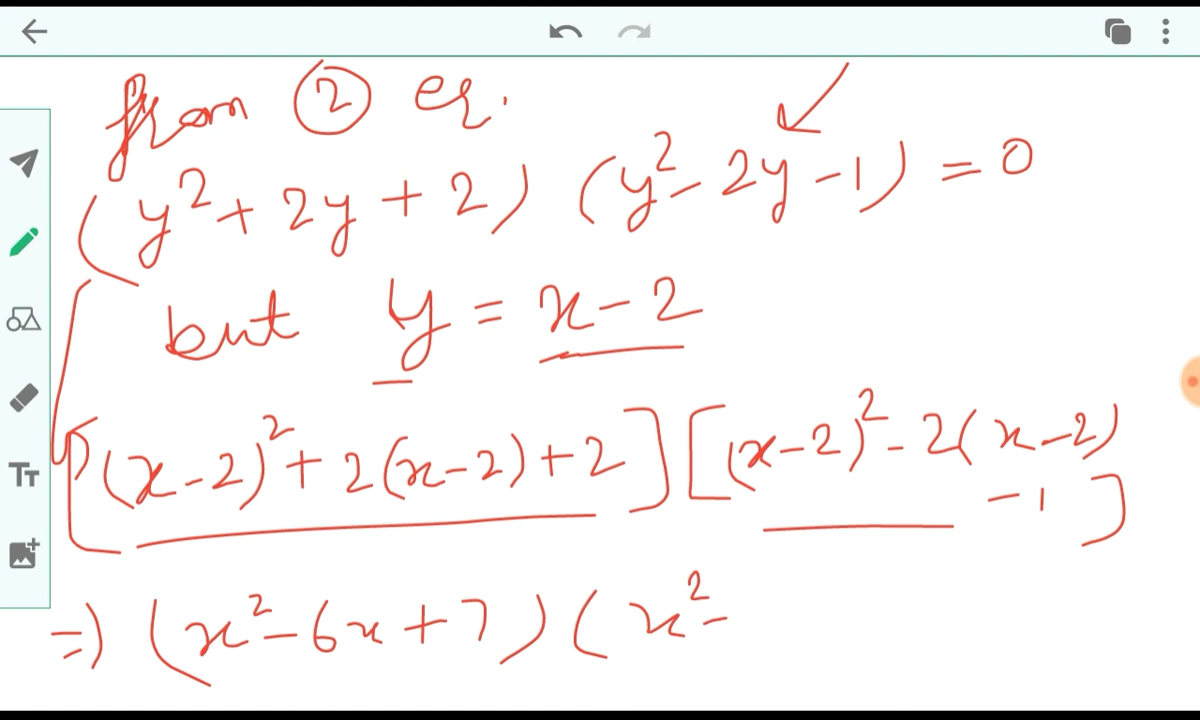 from ② eq.
(y²+2y+2) (y²-2y-1) = 0
but y = x-2
[(x-2)²+2(x-2)+2] [(x-2)²-2(x-2)
-1]
=) (x²-6x+7) (x²-
TT